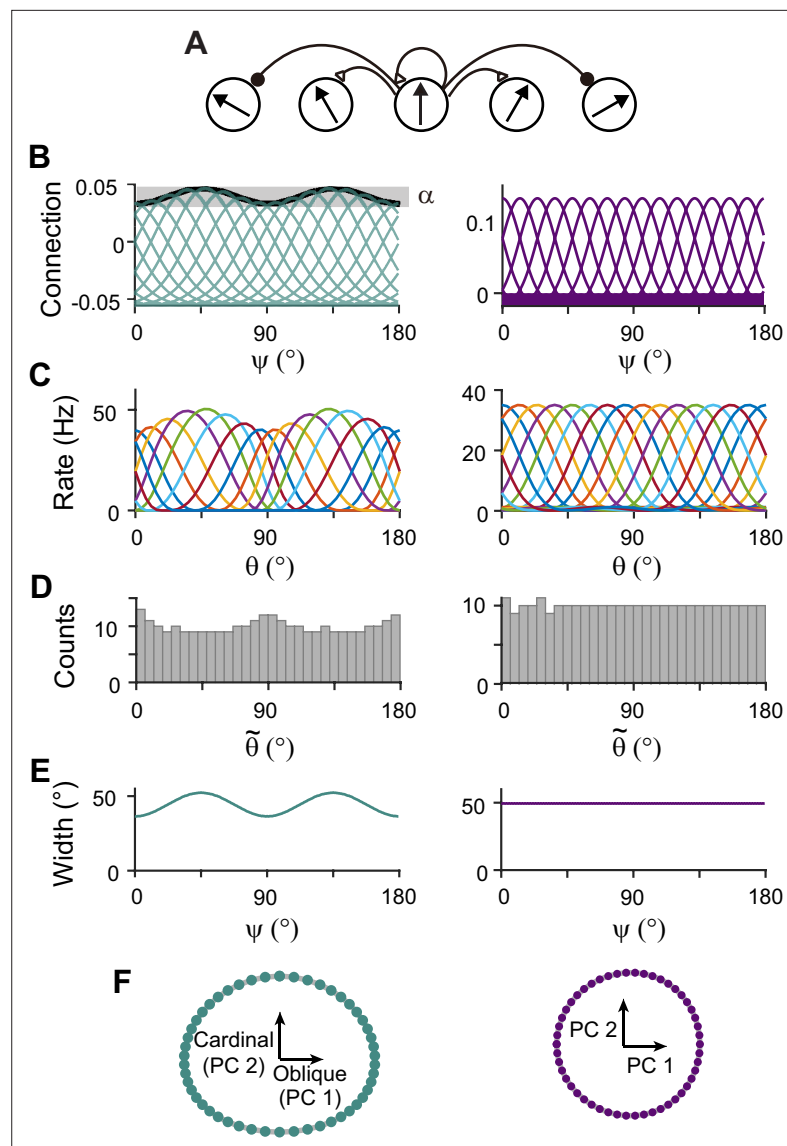 A
B
Connection
0.05
0
-0.05
0 90 180
ψ (°)
α
0.1
0
0 90 180
ψ (°)
C
Rate (Hz)
50
0
0 90 180
θ (°)
40
20
0
0 90 180
θ (°)
D
Counts
10
0
0 90 180
θ̃ (°)
10
0
0 90 180
θ̃ (°)
E
Width (°)
50
0
0 90 180
ψ (°)
50
0
0 90 180
ψ (°)
F
Cardinal
(PC 2)
Oblique
(PC 1)
PC 2
PC 1